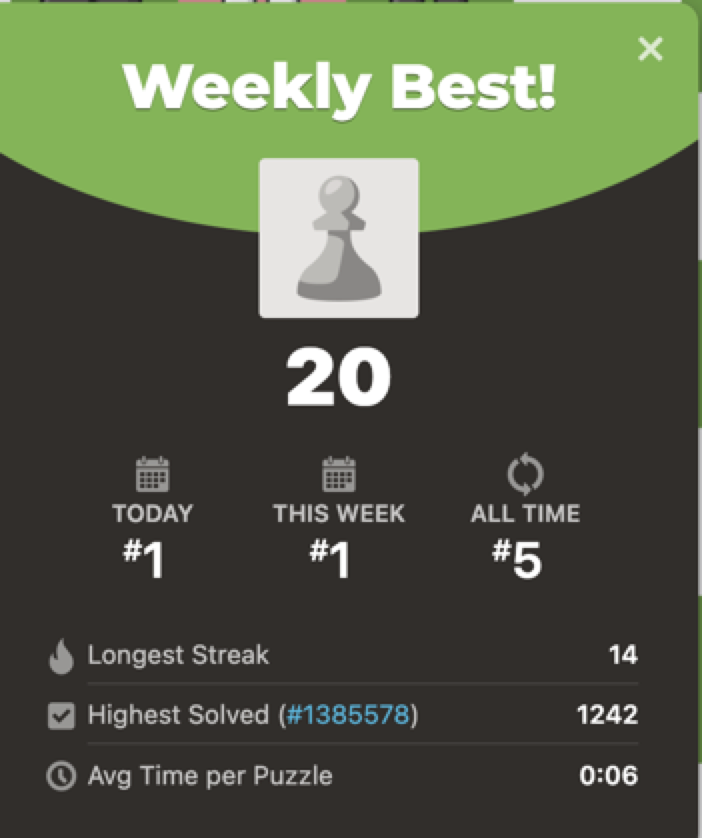 Weekly Best!
20
TODAY THIS WEEK ALL TIME
#1 #1 #5
Longest Streak 14
Highest Solved (#1385578) 1242
Avg Time per Puzzle 0:06